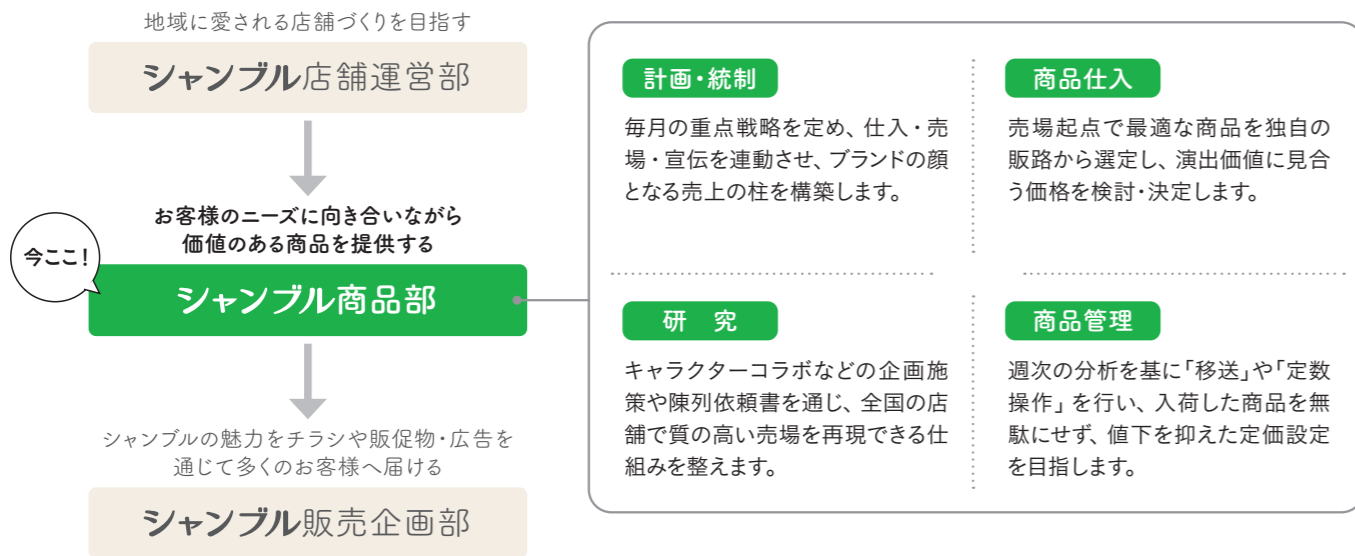 地域に愛される店舗づくりを目指す
シャンブル店舗運営部
お客様のニーズに向き合いながら
価値のある商品を提供する
今ここ!
シャンブル商品部
シャンブルの魅力をチラシや販促物・広告を
通じて多くのお客様へ届ける
シャンブル販売企画部
計画・統制
毎月の重点戦略を定め、仕入・売
場・宣伝を連動させ、ブランドの顔
となる売上の柱を構築します。
商品仕入
売場起点で最適な商品を独自の
販路から選定し、演出価値に見合
う価格を検討・決定します。
研 究
キャラクターコラボなどの企画施
策や陳列依頼書を通じ、全国の店
舗で質の高い売場を再現できる仕
組みを整えます。
商品管理
週次の分析を基に「移送」や「定数
操作」を行い、入荷した商品を無
駄にせず、値下を抑えた定価設定
を目指します。